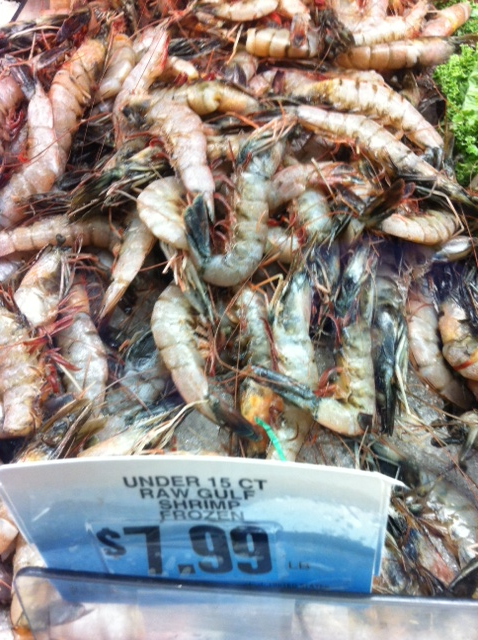 UNDER 15 CT
RAW GULF
SHRIMP
FROZEN
$7.99 LB